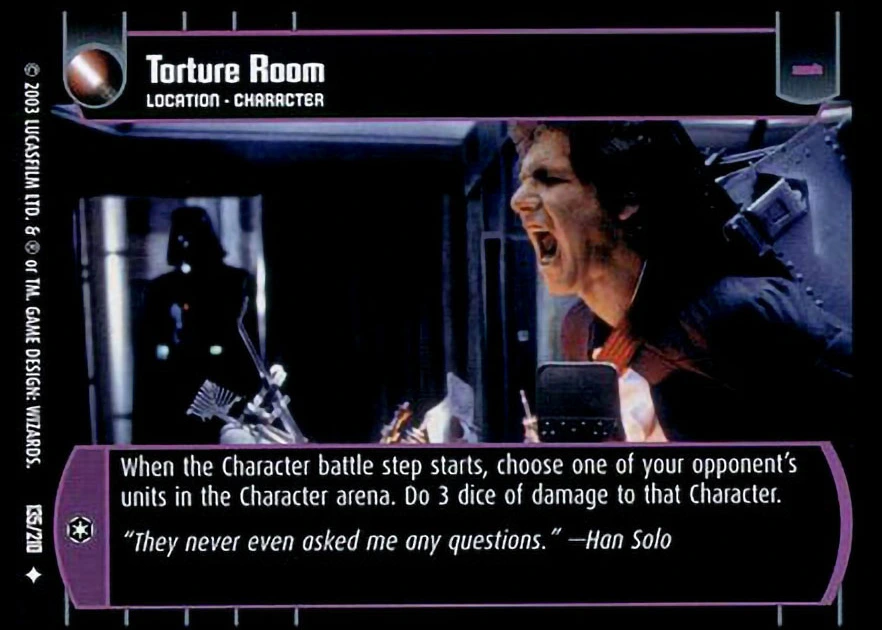 Torture Room
LOCATION - CHARACTER
When the Character battle step starts, choose one of your opponent's
units in the Character arena. Do 3 dice of damage to that Character.
"They never even asked me any questions." —Han Solo
© 2003 LUCASFILM LTD. & ® or TM. GAME DESIGN: WIZARDS. 135/210